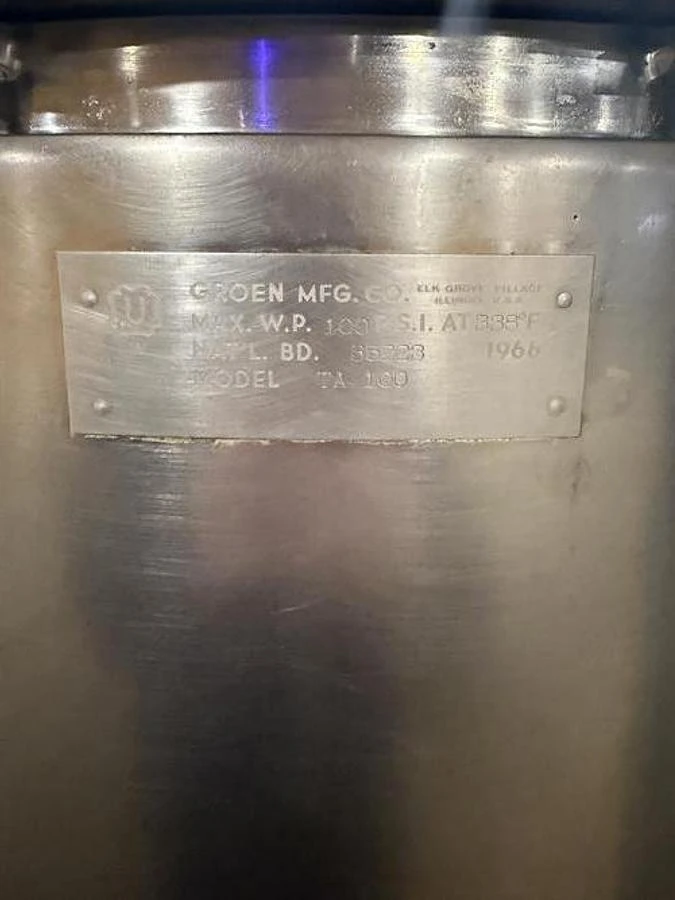 U
GROEN MFG. CO. ELK GROVE VILLAGE
ILLINOIS U.S.A.
MAX. W.P. 100 P.S.I. AT 338°F
NAT'L. BD. 1966
MODEL TA 100